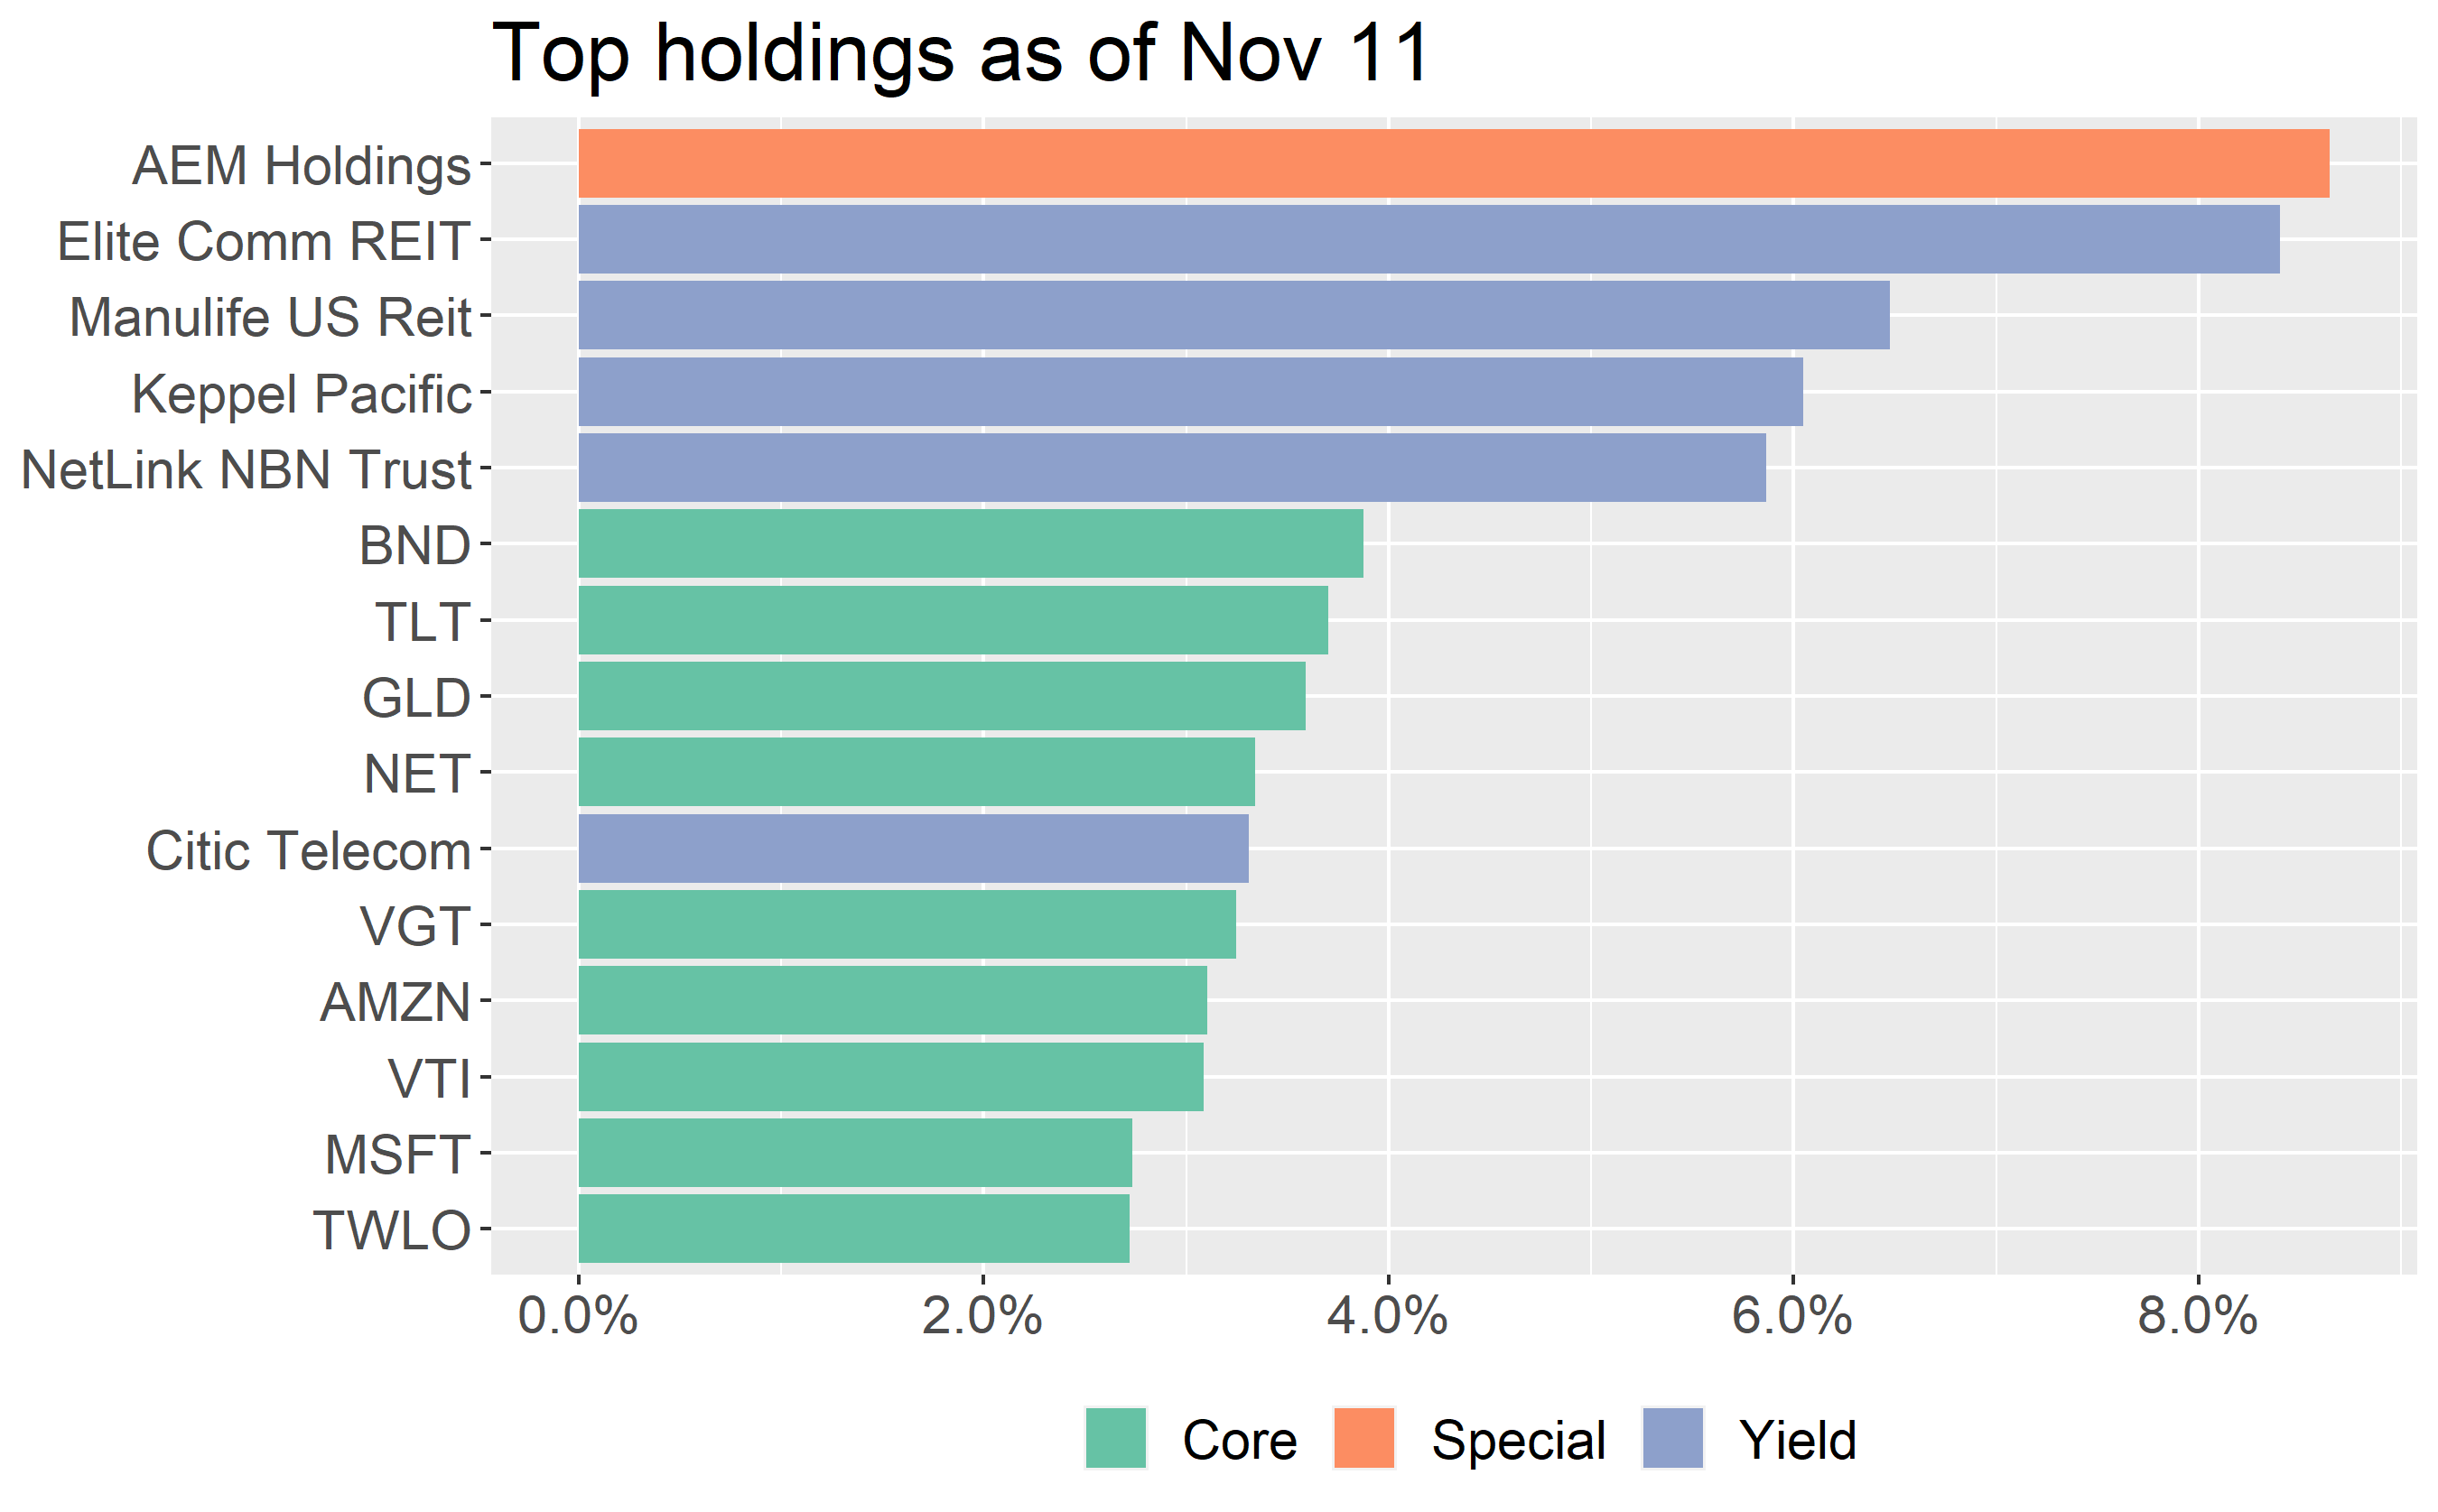 Top holdings as of Nov 11
AEM Holdings
Elite Comm REIT
Manulife US Reit
Keppel Pacific
NetLink NBN Trust
BND
TLT
GLD
NET
Citic Telecom
VGT
AMZN
VTI
MSFT
TWLO
0.0% 2.0% 4.0% 6.0% 8.0%
Core Special Yield